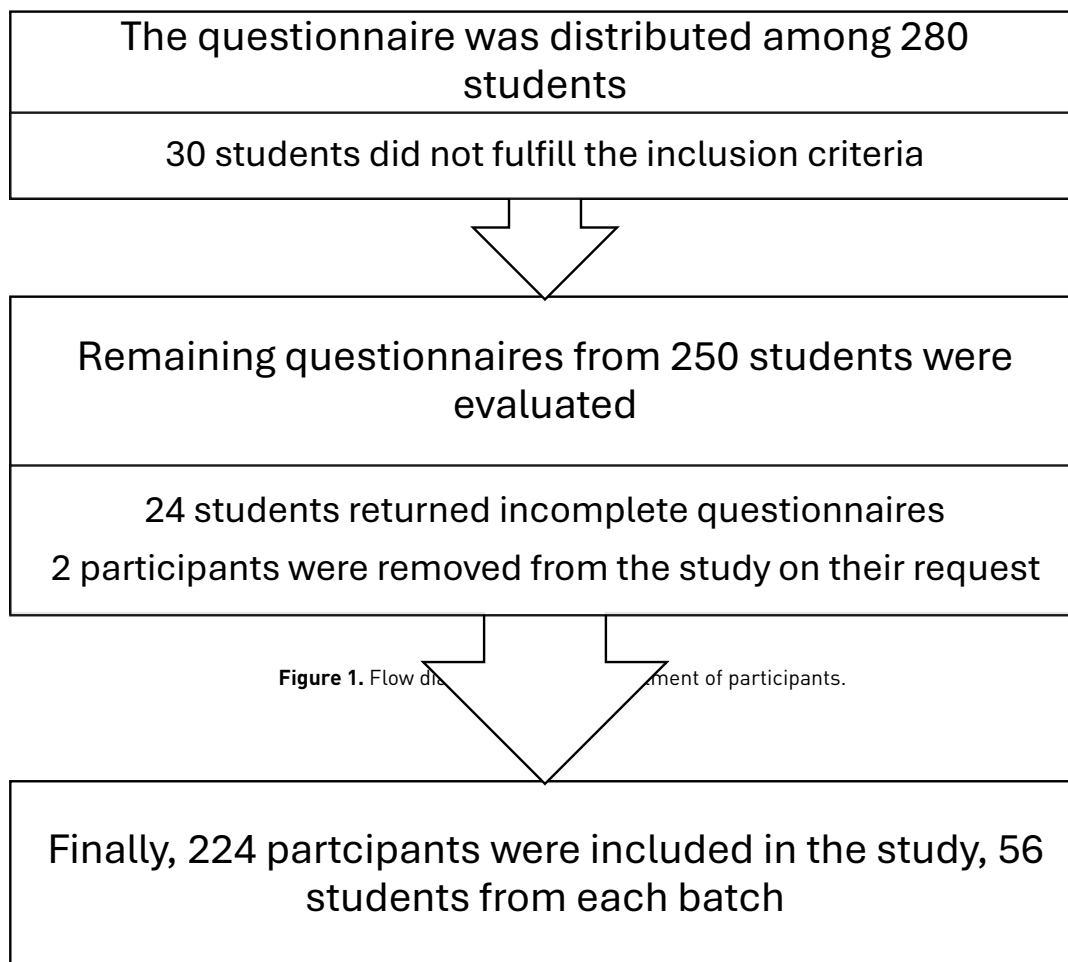 The questionnaire was distributed among 280
students
30 students did not fulfill the inclusion criteria
Remaining questionnaires from 250 students were
evaluated
24 students returned incomplete questionnaires
2 participants were removed from the study on their request
Figure 1. Flow ment of participants.
Finally, 224 partcipants were included in the study, 56
students from each batch